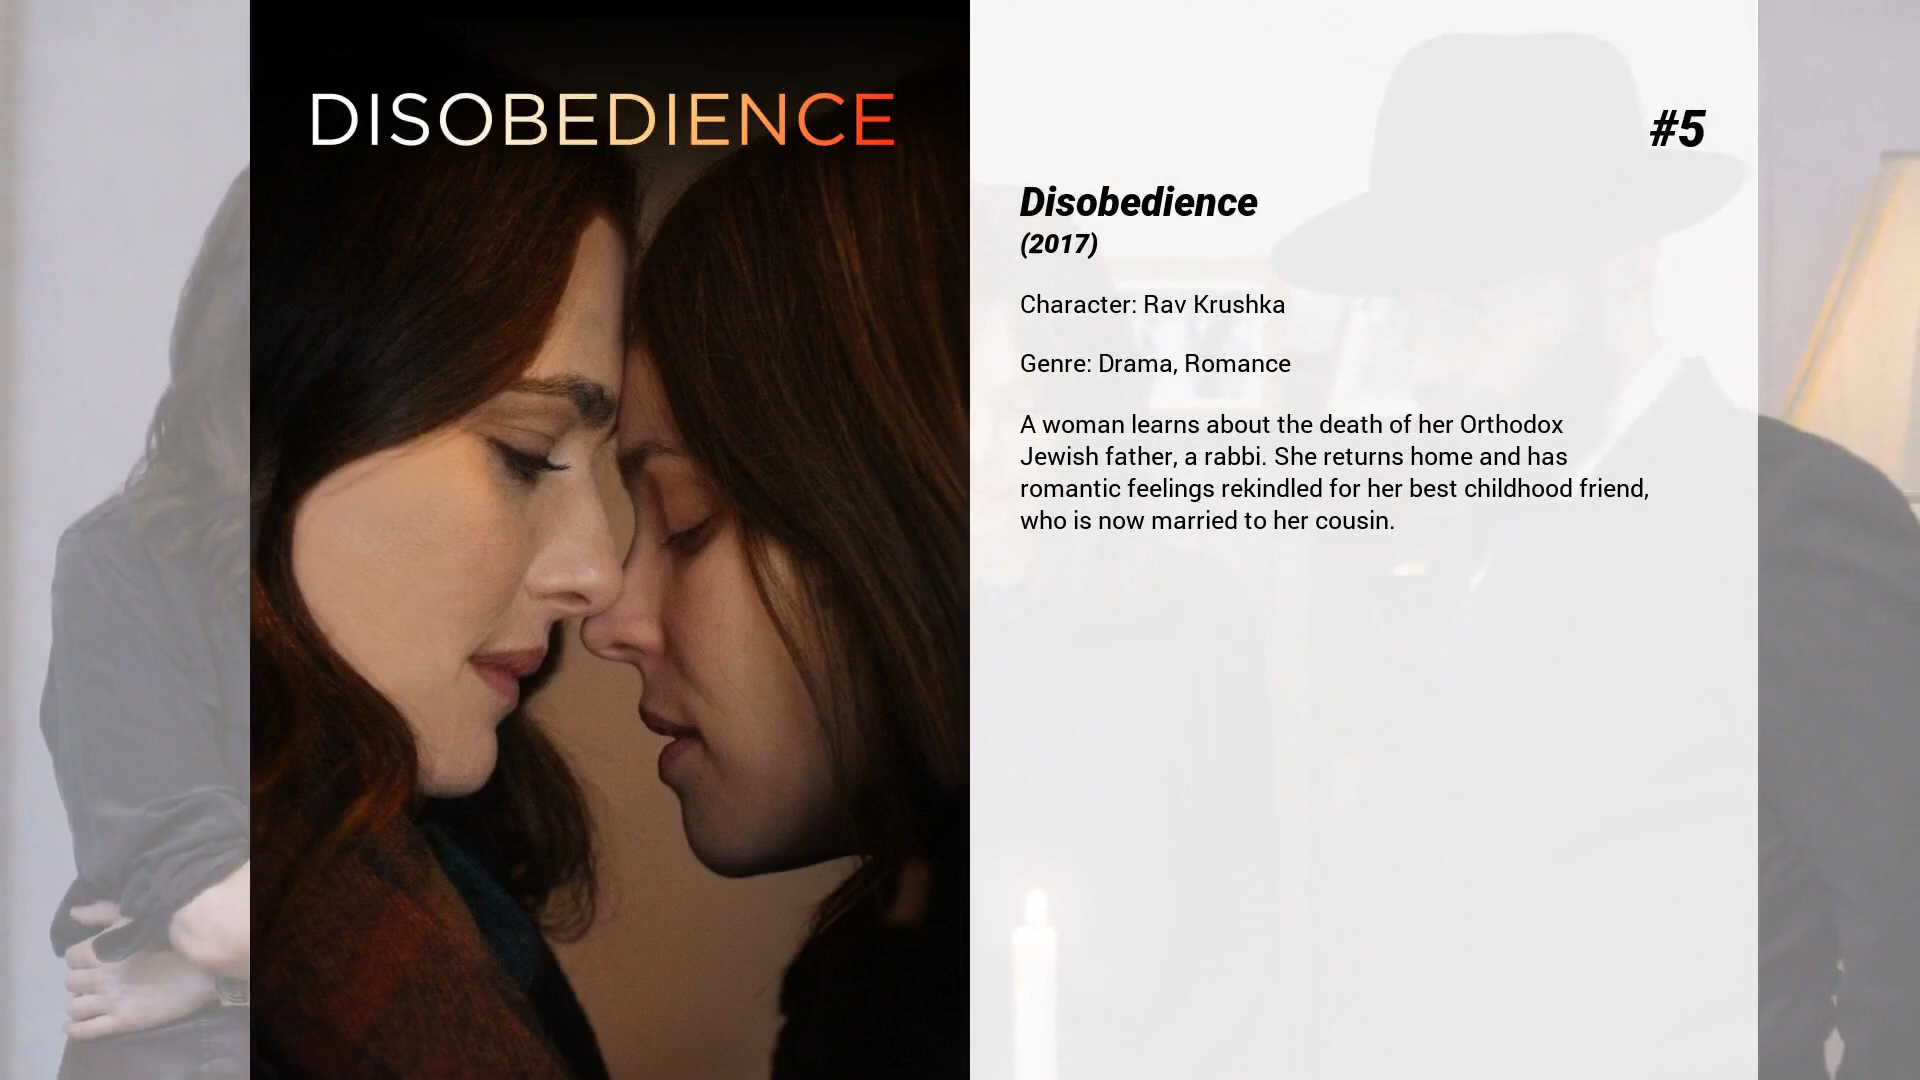 DISOBEDIENCE
#5
Disobedience
(2017)
Character: Rav Krushka
Genre: Drama, Romance
A woman learns about the death of her Orthodox
Jewish father, a rabbi. She returns home and has
romantic feelings rekindled for her best childhood friend,
who is now married to her cousin.